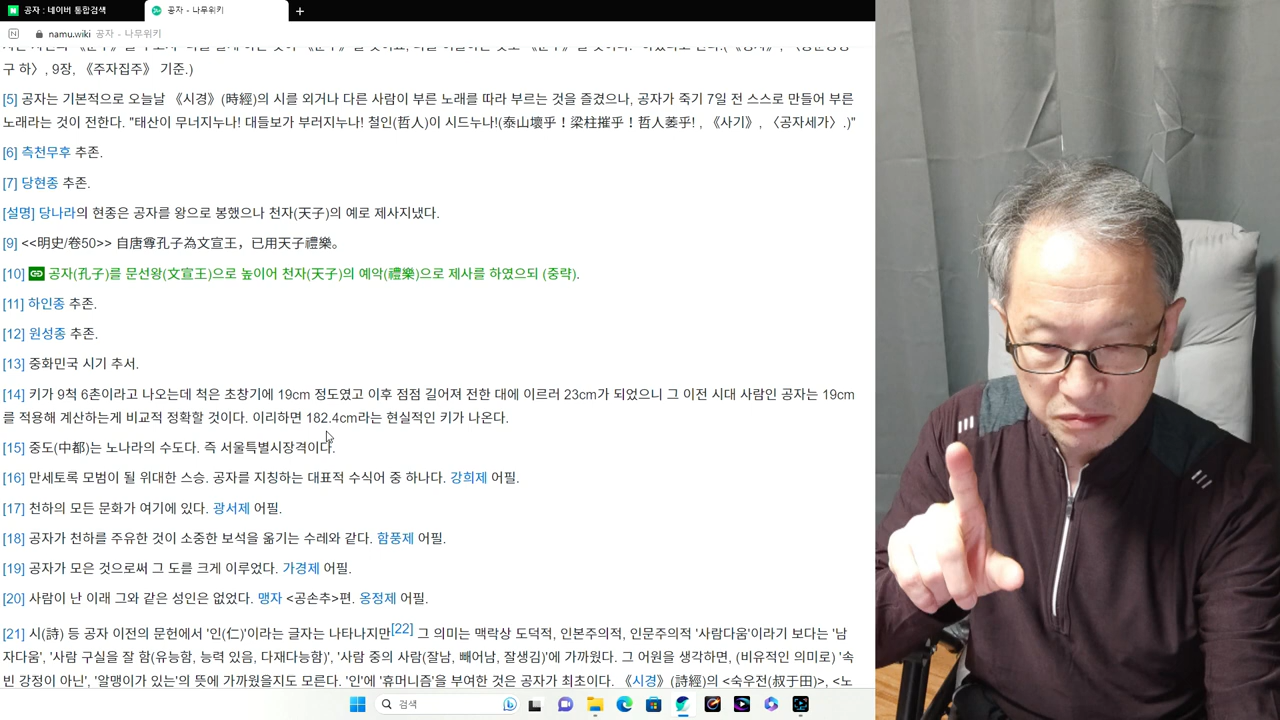 공자 : 네이버 통합검색
공자 - 나무위키
namu.wiki 공자 - 나무위키
구 하〉, 9장, 《주자집주》 기준.)
[5] 공자는 기본적으로 오늘날 《시경》(時經)의 시를 외거나 다른 사람이 부른 노래를 따라 부르는 것을 즐겼으나, 공자가 죽기 7일 전 스스로 만들어 부른
노래라는 것이 전한다. "태산이 무너지누나! 대들보가 부러지누나! 철인(哲人)이 시드누나!(泰山壞乎！梁柱摧乎！哲人萎乎! , 《사기》, 〈공자세가〉.)"
[6] 측천무후 추존.
[7] 당현종 추존.
[설명] 당나라의 현종은 공자를 왕으로 봉했으나 천자(天子)의 예로 제사지냈다.
[9] <<明史/卷50>> 自唐尊孔子為文宣王，已用天子禮樂。
[10] 공자(孔子)를 문선왕(文宣王)으로 높이어 천자(天子)의 예악(禮樂)으로 제사를 하였으되 (중략).
[11] 하인종 추존.
[12] 원성종 추존.
[13] 중화민국 시기 추서.
[14] 키가 9척 6촌이라고 나오는데 척은 초창기에 19cm 정도였고 이후 점점 길어져 전한 대에 이르러 23cm가 되었으니 그 이전 시대 사람인 공자는 19cm
를 적용해 계산하는게 비교적 정확할 것이다. 이리하면 182.4cm라는 현실적인 키가 나온다.
[15] 중도(中都)는 노나라의 수도다. 즉 서울특별시장격이다.
[16] 만세토록 모범이 될 위대한 스승. 공자를 지칭하는 대표적 수식어 중 하나다. 강희제 어필.
[17] 천하의 모든 문화가 여기에 있다. 광서제 어필.
[18] 공자가 천하를 주유한 것이 소중한 보석을 옮기는 수레와 같다. 함풍제 어필.
[19] 공자가 모은 것으로써 그 도를 크게 이루었다. 가경제 어필.
[20] 사람이 난 이래 그와 같은 성인은 없었다. 맹자 <공손추>편. 옹정제 어필.
[21] 시(詩) 등 공자 이전의 문헌에서 '인(仁)'이라는 글자는 나타나지만[22] 그 의미는 맥락상 도덕적, 인본주의적, 인문주의적 '사람다움'이라기 보다는 '남
자다움', '사람 구실을 잘 함(유능함, 능력 있음, 다재다능함)', '사람 중의 사람(잘남, 빼어남, 잘생김)'에 가까웠다. 그 어원을 생각하면, (비유적인 의미로) '속
빈 강정이 아닌', '알맹이가 있는'의 뜻에 가까웠을지도 모른다. '인'에 '휴머니즘'을 부여한 것은 공자가 최초이다. 《시경》(詩經)의 <숙우전(叔于田)>, <노
검색